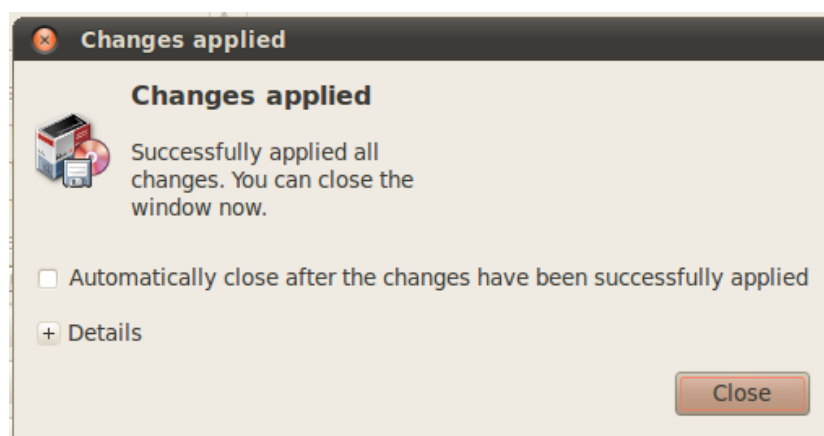 Changes applied
Changes applied
Successfully applied all
changes. You can close the
window now.
Automatically close after the changes have been successfully applied
Details
Close